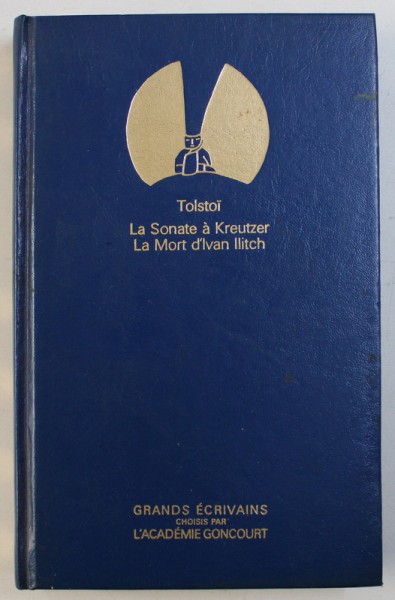 Tolstoï
La Sonate à Kreutzer
La Mort d'Ivan Ilitch
GRANDS ÉCRIVAINS
CHOISIS PAR
L'ACADÉMIE GONCOURT